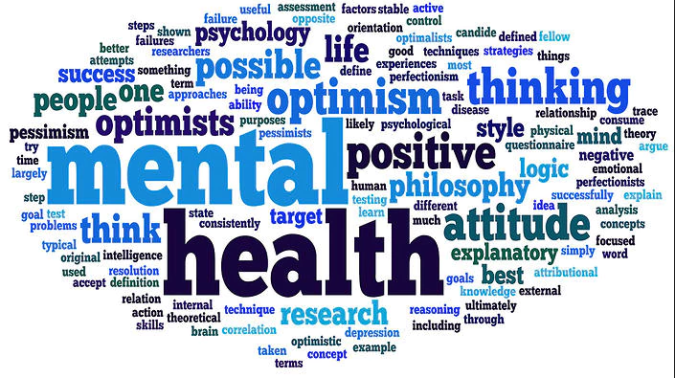 useful assessment factors stable active
failure opposite control
steps shown psychology orientation
failures life optimalists candide defined fellow
better researchers good techniques strategies things
attempts possible define experiences most
success something perfectionism thinking
term being optimism task
people one approaches ability disease relationship trace
consume
pessimism optimists purposes likely psychological style physical mind theory
pessimists questionnaire argue
try mental positive logic negative
time emotional
largely human philosophy perfectionists
step testing successfully explain
goal test state target learn different idea analysis
problems think consistently much attitude concepts
typical health focused
original intelligence explanatory simply word
used resolution goals best attributional
accept definition knowledge external
relation internal technique research reasoning ultimately
action theoretical including through
skills brain correlation depression
optimistic example
taken concept
terms